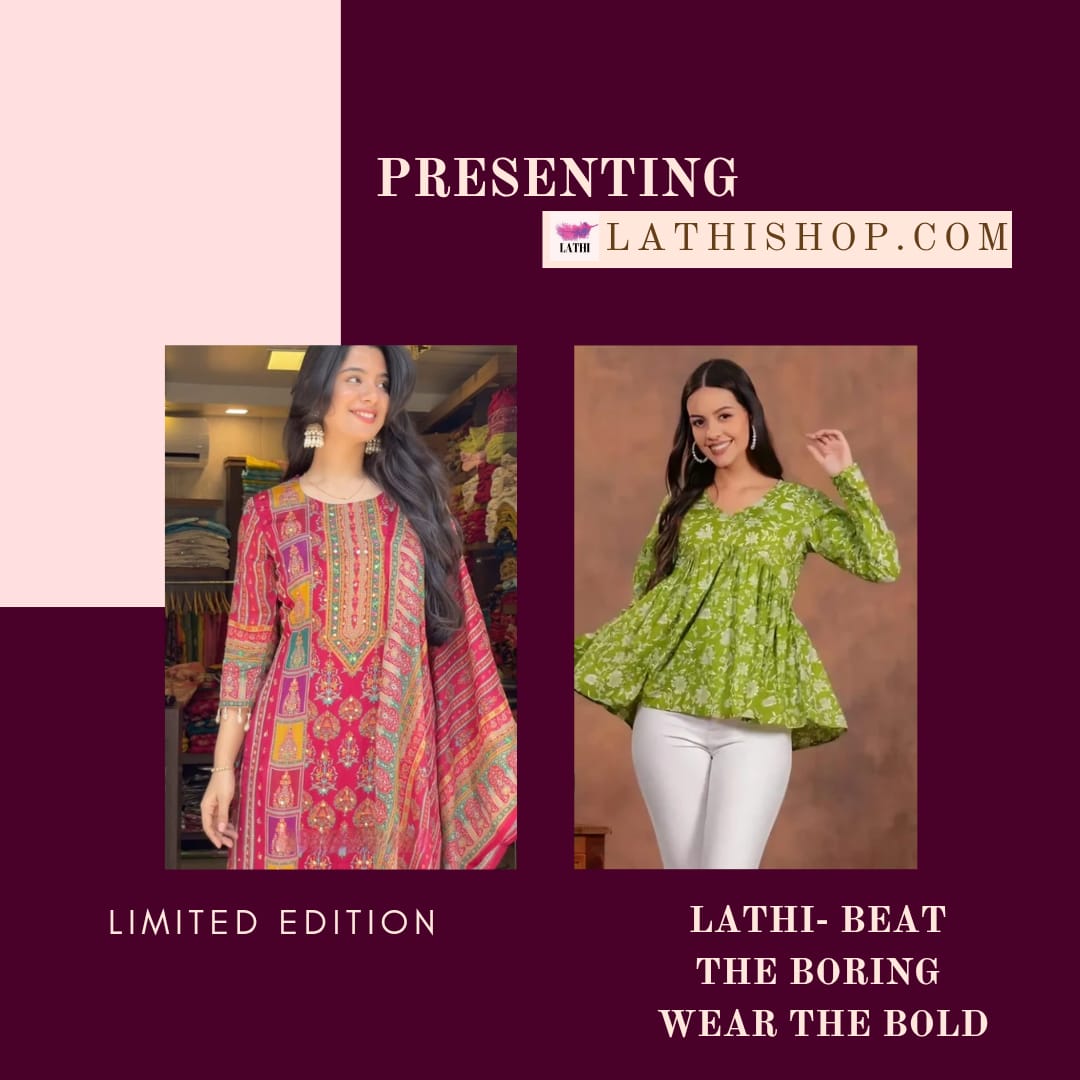 PRESENTING
LATHI
LATHISHOP.COM
LIMITED EDITION
LATHI- BEAT
THE BORING
WEAR THE BOLD